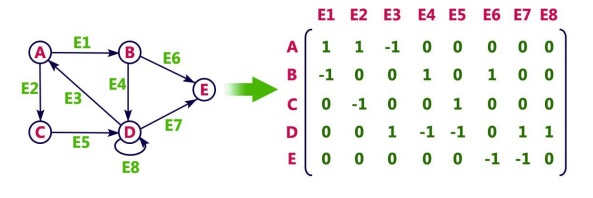 E1 E2 E3 E4 E5 E6 E7 E8
A 1 1 -1 0 0 0 0 0
B -1 0 0 1 0 1 0 0
C 0 -1 0 0 1 0 0 0
D 0 0 1 -1 -1 0 1 1
E 0 0 0 0 0 -1 -1 0
A E1 B E6
E2 E3 E4 E
C E5 D E7
E8